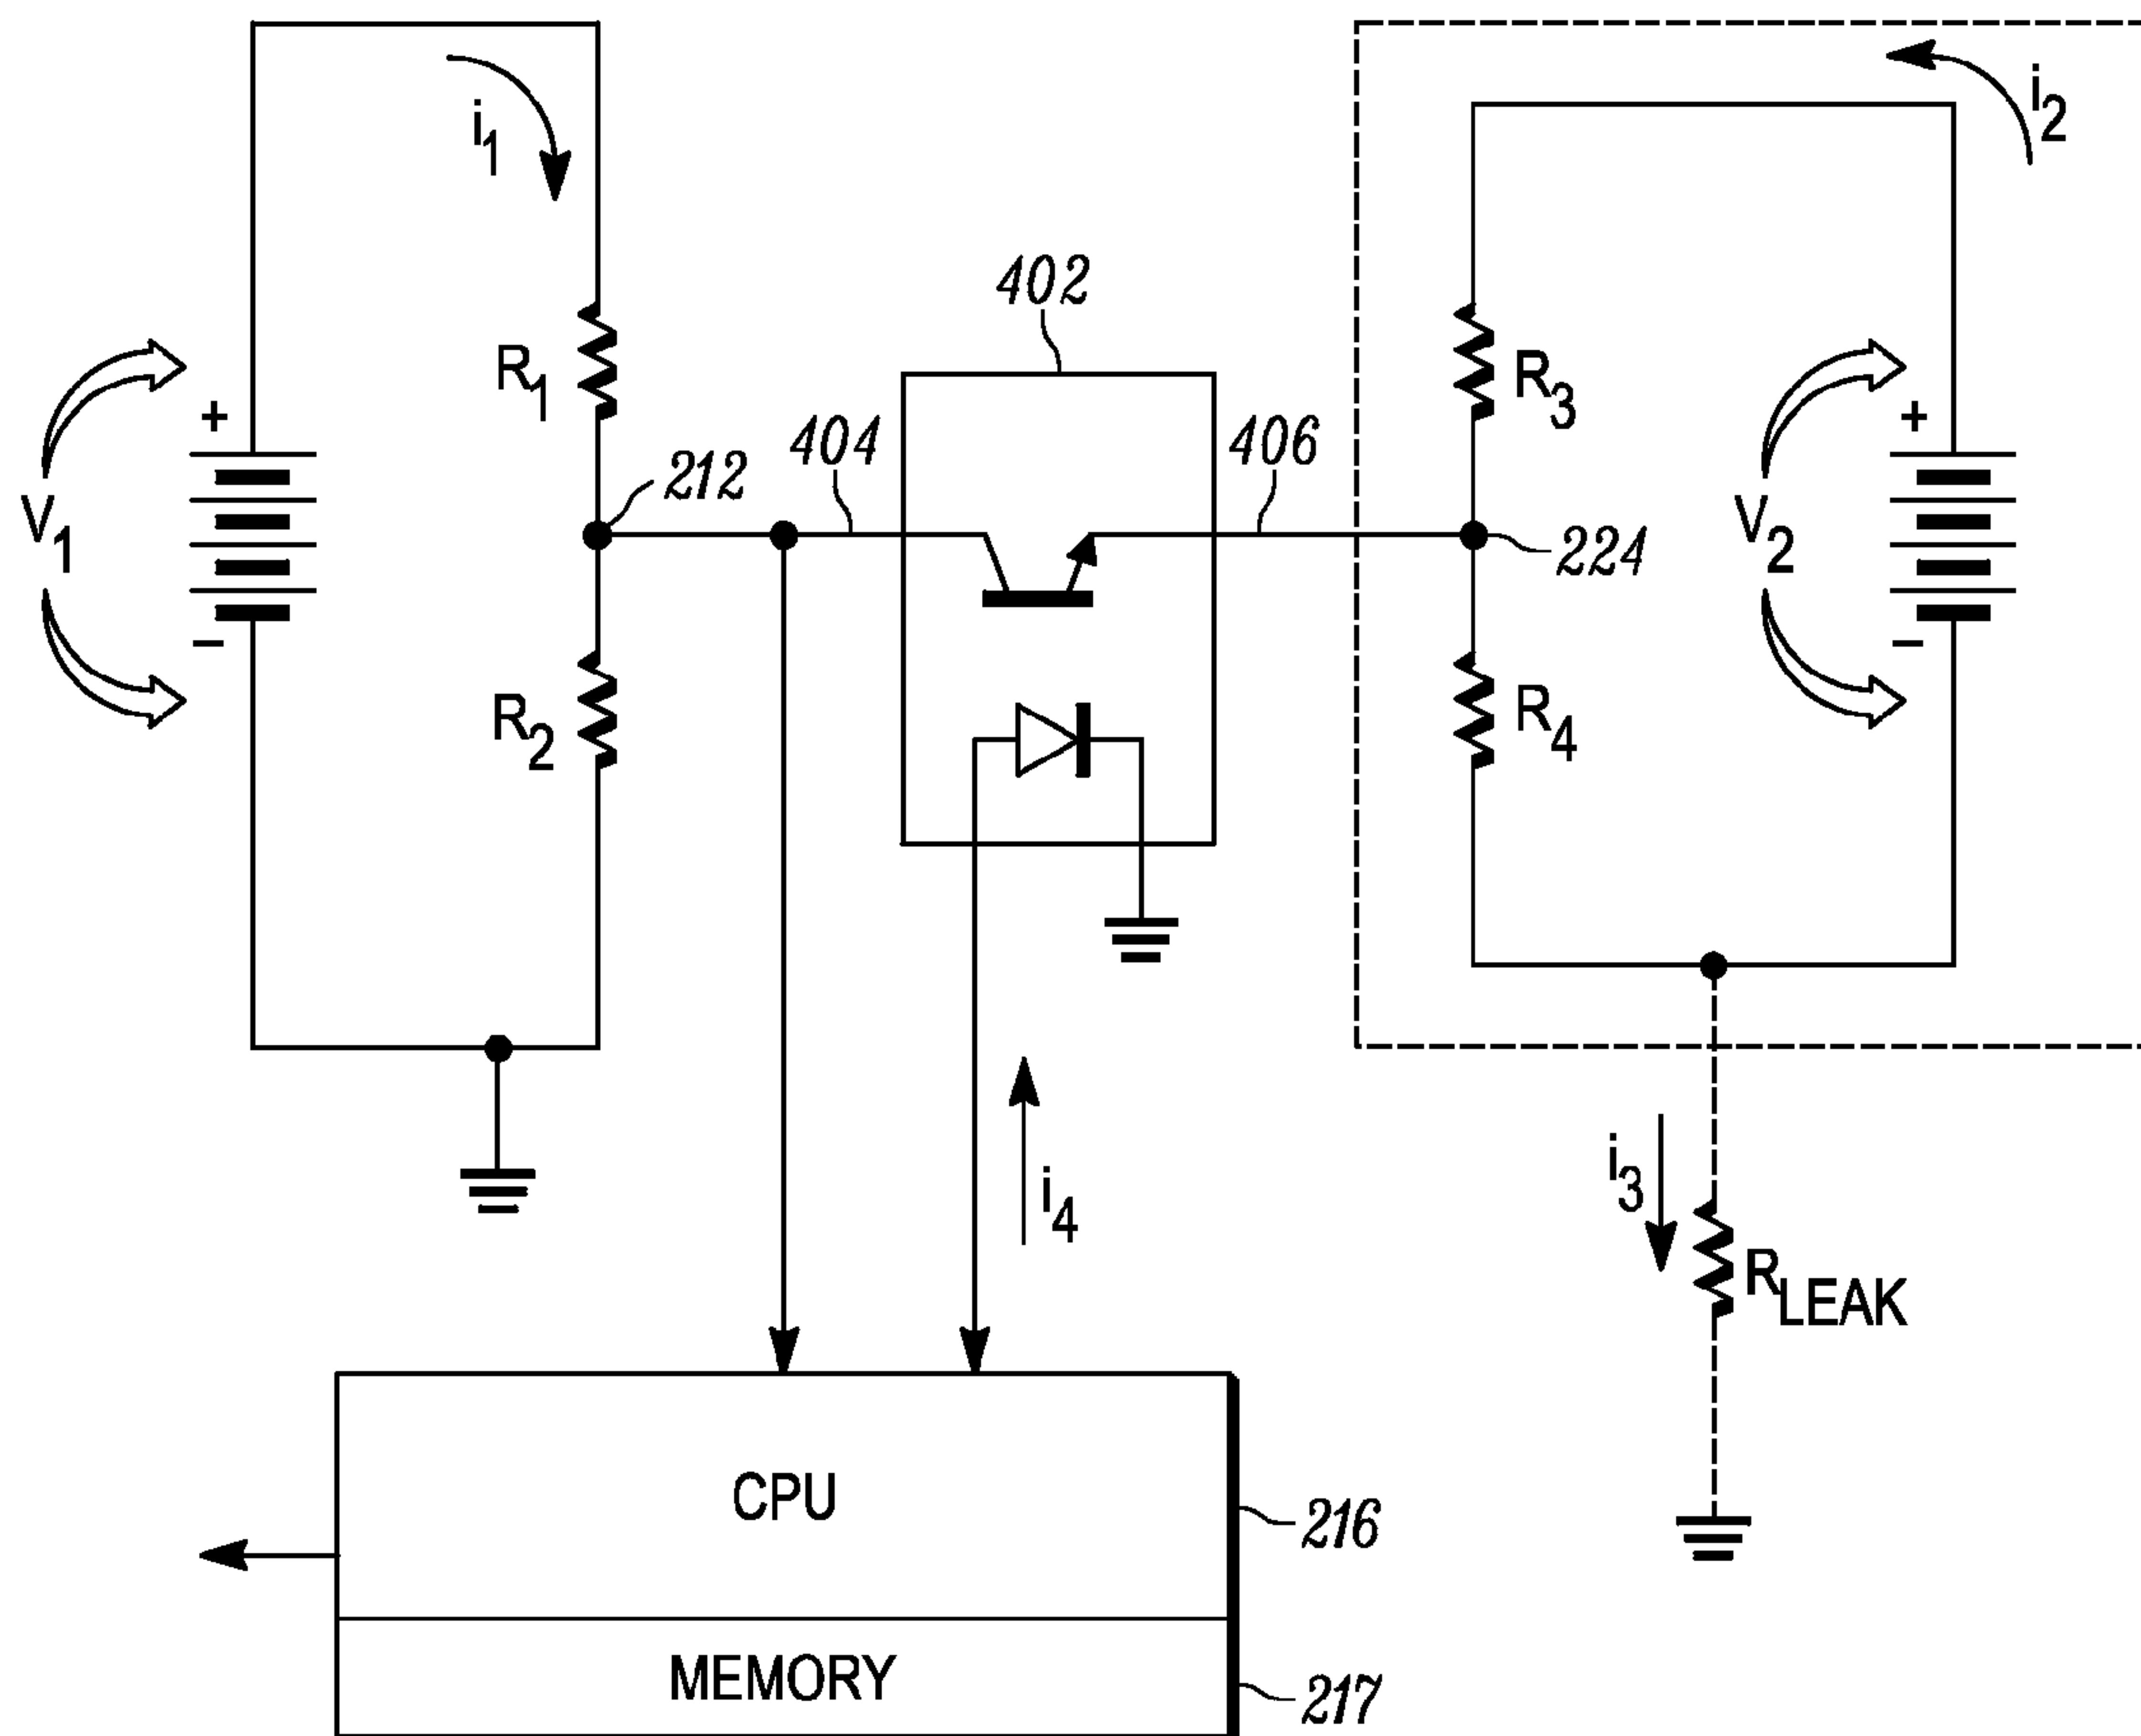 i1
i2
402
R1
R3
+
+
404
406
212
V1
V2
224
−
−
R2
R4
i3
i4
RLEAK
CPU
216
MEMORY
217